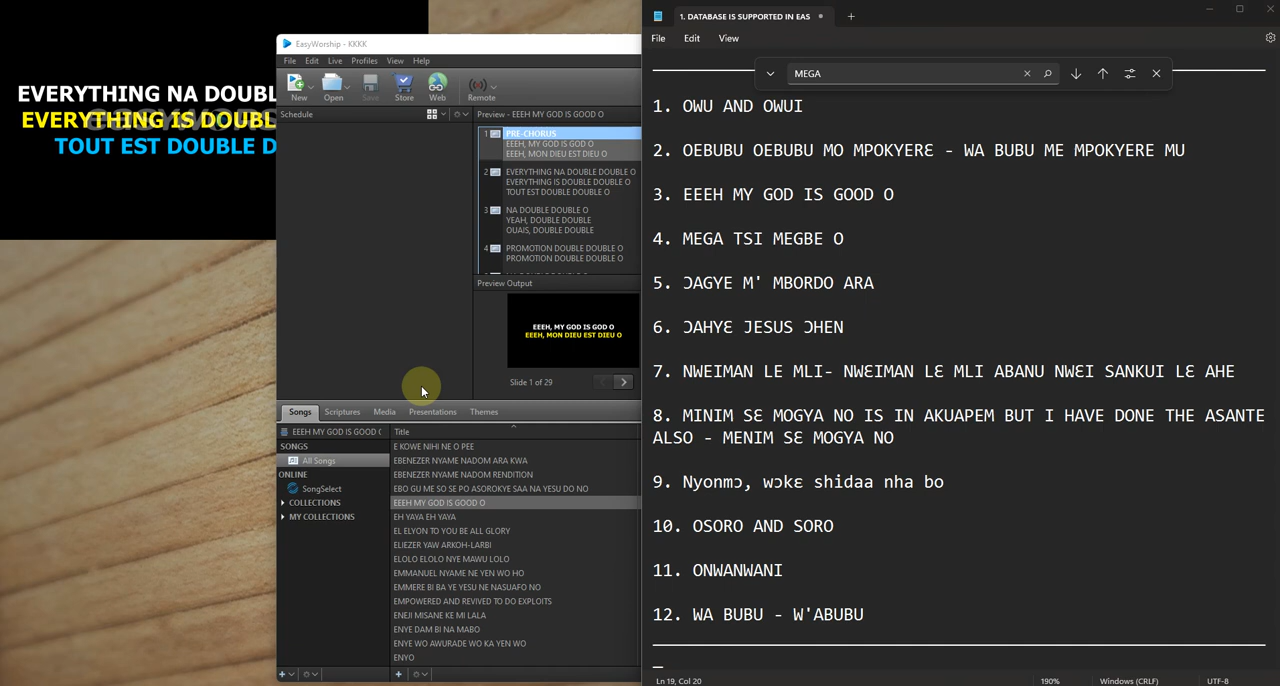 EVERYTHING NA DOUBL
EVERYTHING IS DOUBL
TOUT EST DOUBLE D
EasyWorship - KKKK
File Edit Live Profiles View Help
New Open Save Store Web Remote
Schedule
Preview - EEEH MY GOD IS GOOD O
1 PRE-CHORUS
EEEH, MY GOD IS GOD O
EEEH, MON DIEU EST DIEU O
2 EVERYTHING NA DOUBLE DOUBLE O
EVERYTHING IS DOUBLE DOUBLE O
TOUT EST DOUBLE DOUBLE O
3 NA DOUBLE DOUBLE O
YEAH, DOUBLE DOUBLE
OUAIS, DOUBLE DOUBLE
4 PROMOTION DOUBLE DOUBLE O
PROMOTION DOUBLE DOUBLE O
Preview Output
EEEH, MY GOD IS GOD O
EEEH, MON DIEU EST DIEU O
Slide 1 of 29
Songs Scriptures Media Presentations Themes
EEEH MY GOD IS GOOD (
Title
SONGS
All Songs
ONLINE
SongSelect
COLLECTIONS
MY COLLECTIONS
E KOWE NIHI NE O PEE
EBENEZER NYAME NADOM ARA KWA
EBENEZER NYAME NADOM RENDITION
EBO GU ME SO SE PO ASOROKYE SAA NA YESU DO NO
EEEH MY GOD IS GOOD O
EH YAYA EH YAYA
EL ELYON TO YOU BE ALL GLORY
ELIEZER YAW ARKOH-LARBI
ELOLO ELOLO NYE MAWU LOLO
EMMANUEL NYAME NE YEN WO HO
EMMERE BI BA YE YESU NE NASUAFO NO
EMPOWERED AND REVIVED TO DO EXPLOITS
ENEJI MISANE KE MI LALA
ENYE DAM BI NA MABO
ENYE WO AWURADE WO KA YEN WO
ENYO
1. DATABASE IS SUPPORTED IN EAS
File Edit View
MEGA
1. OWU AND OWUI
2. OEBUBU OEBUBU MO MPOKYERƐ - WA BUBU ME MPOKYERE MU
3. EEEH MY GOD IS GOOD O
4. MEGA TSI MEGBE O
5. ƆAGYE M' MBORDO ARA
6. ƆAHYƐ JESUS ƆHEN
7. NWEIMAN LE MLI- NWƐIMAN LƐ MLI ABANU NWƐI SANKUI LƐ AHE
8. MINIM SƐ MOGYA NO IS IN AKUAPEM BUT I HAVE DONE THE ASANTE
ALSO - MENIM SƐ MOGYA NO
9. Nyonmɔ, wɔkɛ shidaa nha bo
10. OSORO AND SORO
11. ONWANWANI
12. WA BUBU - W'ABUBU
Ln 19, Col 20
190%
Windows (CRLF)
UTF-8